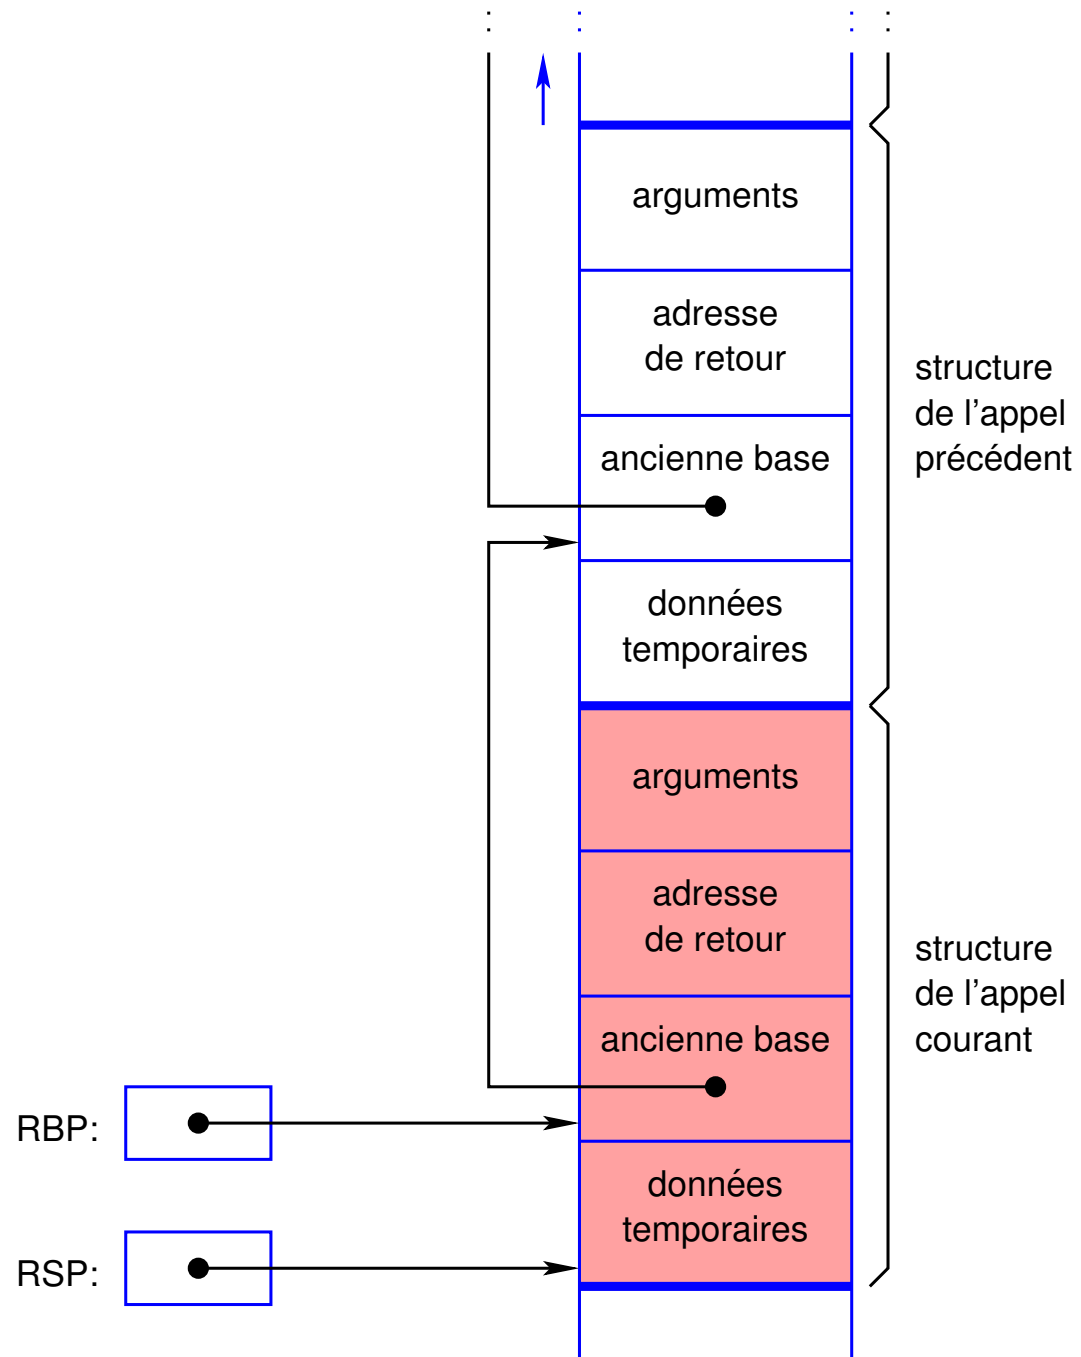 arguments
adresse
de retour
ancienne base
données
temporaires
structure
de l’appel
précédent
arguments
adresse
de retour
ancienne base
données
temporaires
structure
de l’appel
courant
RBP:
RSP: